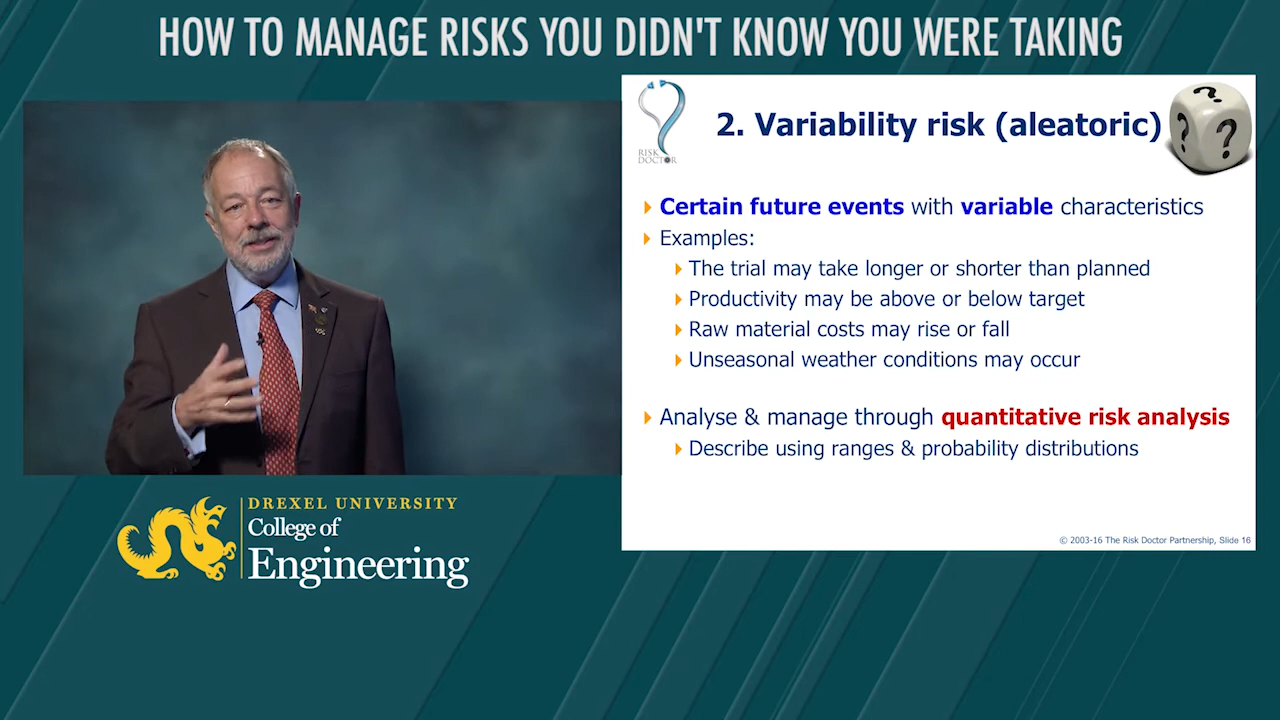 HOW TO MANAGE RISKS YOU DIDN'T KNOW YOU WERE TAKING
RISK
DOCTOR
2. Variability risk (aleatoric)
? ? ?
Certain future events with variable characteristics
Examples:
The trial may take longer or shorter than planned
Productivity may be above or below target
Raw material costs may rise or fall
Unseasonal weather conditions may occur
Analyse & manage through quantitative risk analysis
Describe using ranges & probability distributions
© 2003-16 The Risk Doctor Partnership, Slide 16
DREXEL UNIVERSITY
College of
Engineering